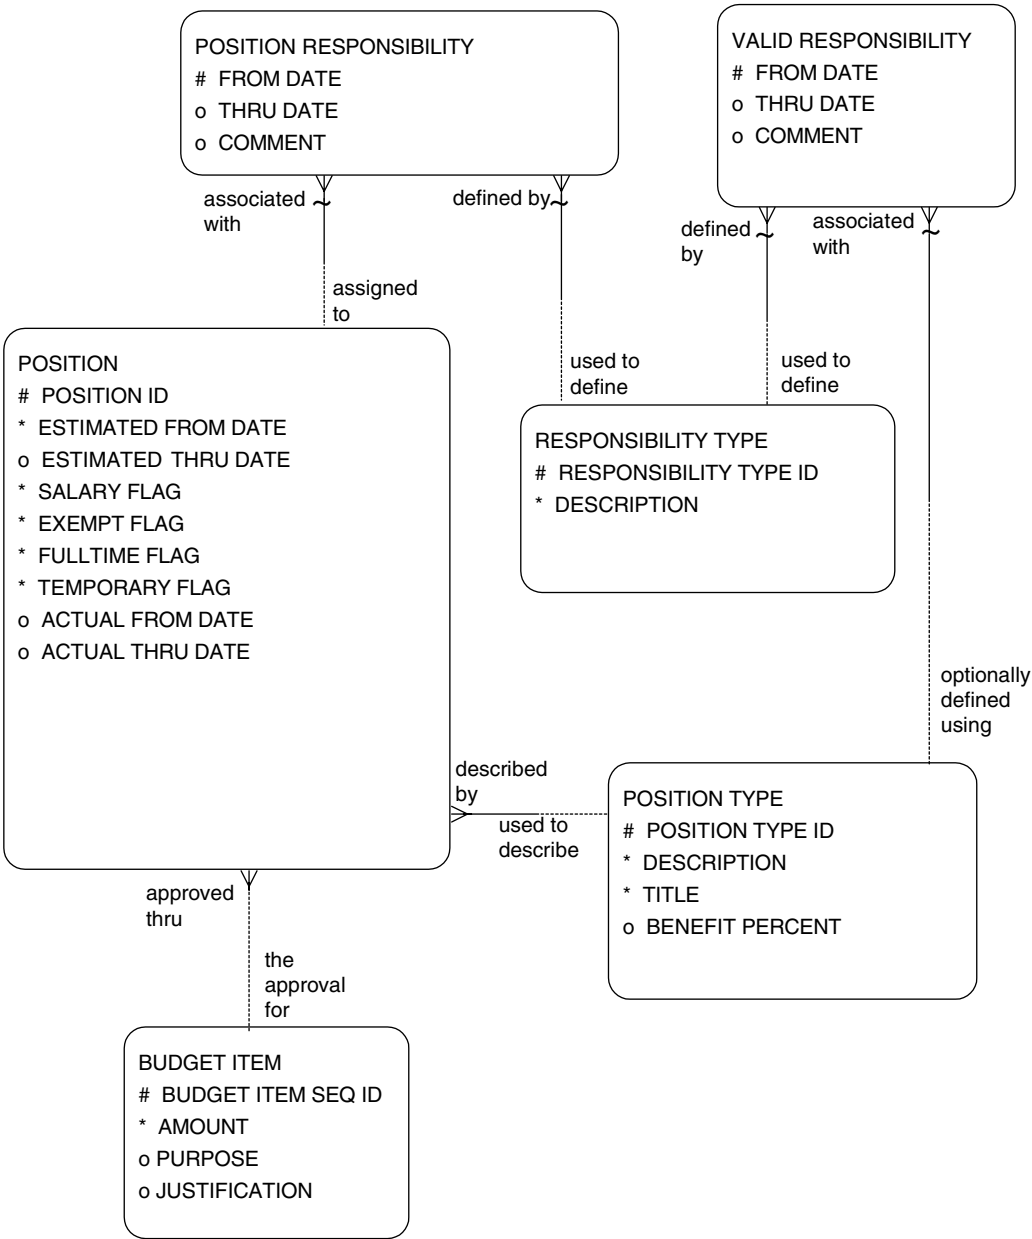 POSITION RESPONSIBILITY
# FROM DATE
o THRU DATE
o COMMENT
VALID RESPONSIBILITY
# FROM DATE
o THRU DATE
o COMMENT
associated
with
defined by
defined
by
associated
with
assigned
to
used to
define
used to
define
POSITION
# POSITION ID
* ESTIMATED FROM DATE
o ESTIMATED THRU DATE
* SALARY FLAG
* EXEMPT FLAG
* FULLTIME FLAG
* TEMPORARY FLAG
o ACTUAL FROM DATE
o ACTUAL THRU DATE
RESPONSIBILITY TYPE
# RESPONSIBILITY TYPE ID
* DESCRIPTION
optionally
defined
using
described
by
used to
describe
POSITION TYPE
# POSITION TYPE ID
* DESCRIPTION
* TITLE
o BENEFIT PERCENT
approved
thru
the
approval
for
BUDGET ITEM
# BUDGET ITEM SEQ ID
* AMOUNT
o PURPOSE
o JUSTIFICATION